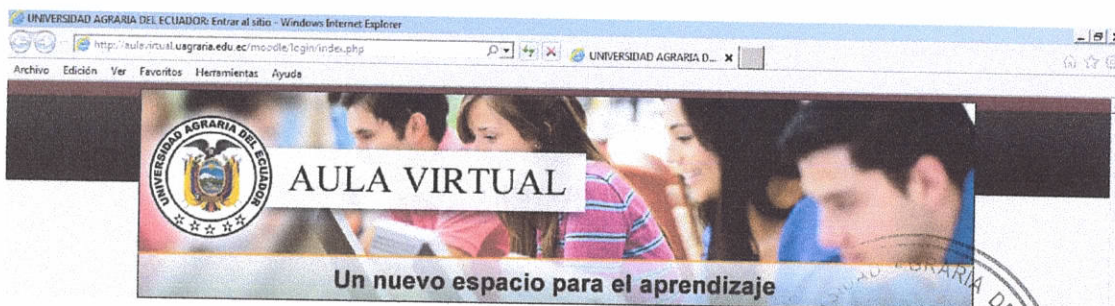 UNIVERSIDAD AGRARIA DEL ECUADOR: Entrar al sitio - Windows Internet Explorer
http://aulavirtual.uagraria.edu.ec/moodle/login/index.php
UNIVERSIDAD AGRARIA D...
Archivo Edición Ver Favoritos Herramientas Ayuda
UNIVERSIDAD AGRARIA DEL ECUADOR
AULA VIRTUAL
Un nuevo espacio para el aprendizaje
AGRARIA